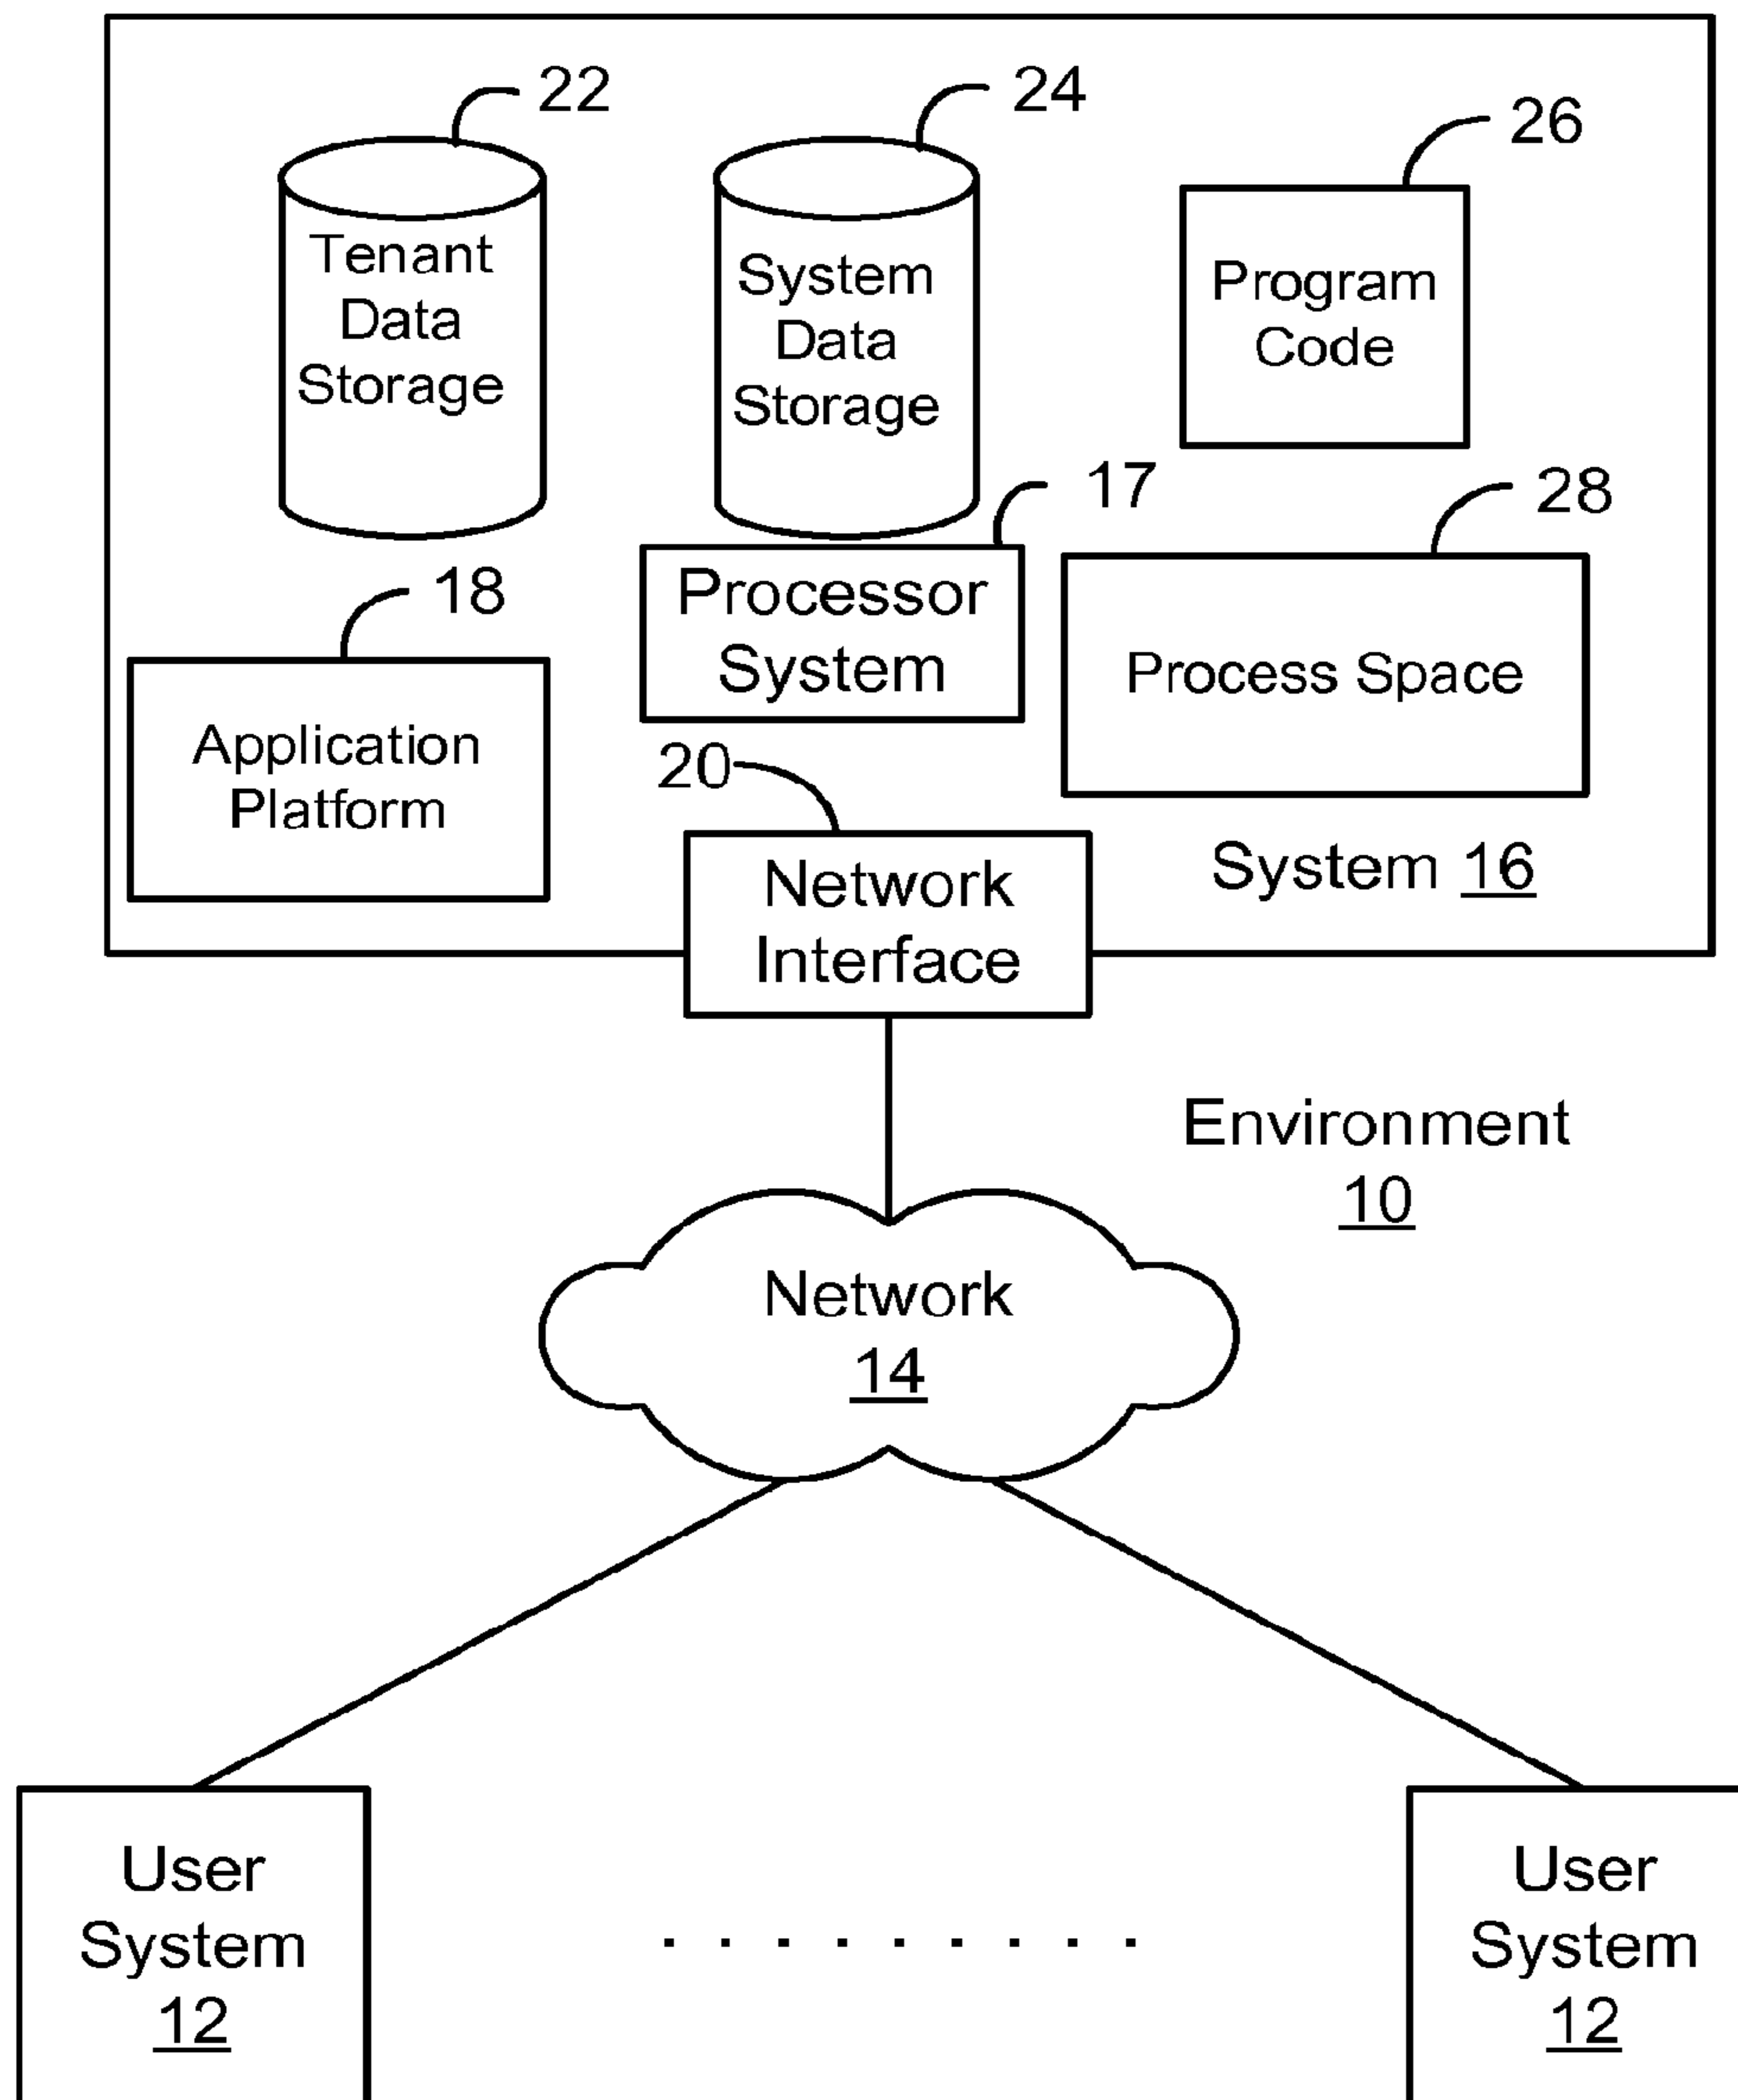 22
24
26
Tenant
Data
Storage
System
Data
Storage
Program
Code
17
28
18
Processor
System
Process Space
Application
Platform
20
Network
Interface
System 16
Environment
10
Network
14
User
System
12
. . . . . . . . .
User
System
12